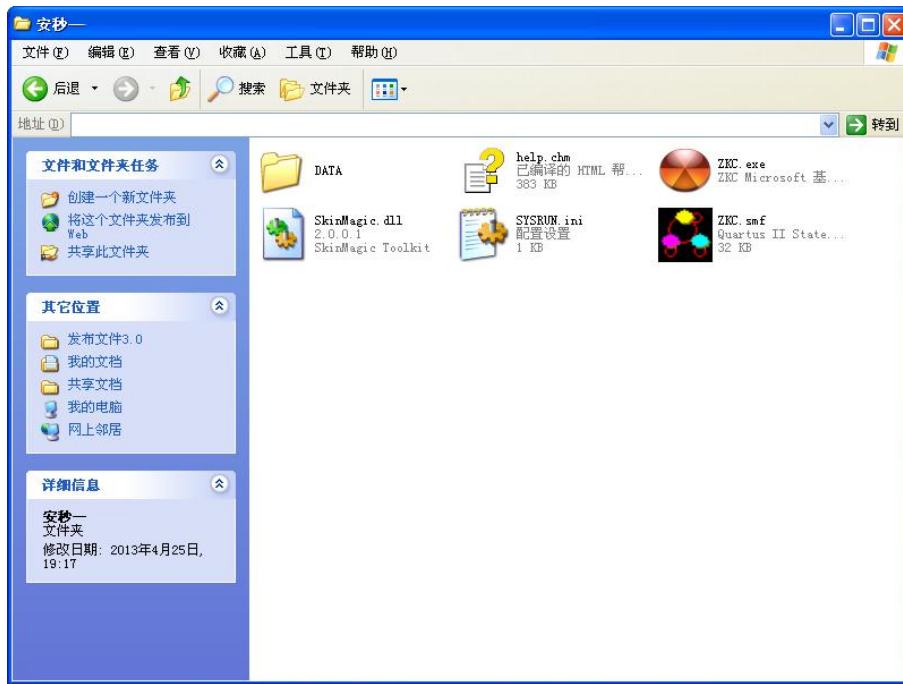 安秒一
文件(F) 编辑(E) 查看(V) 收藏(A) 工具(T) 帮助(H)
后退 搜索 文件夹
地址(D) 转到
文件和文件夹任务
创建一个新文件夹
将这个文件夹发布到
Web
共享此文件夹
其它位置
发布文件3.0
我的文档
共享文档
我的电脑
网上邻居
详细信息
安秒一
文件夹
修改日期: 2013年4月25日,
19:17
DATA
help.chm
已编译的 HTML 帮...
383 KB
ZKC.exe
ZKC Microsoft 基...
SkinMagic.dll
2.0.0.1
SkinMagic Toolkit
SYSRUN.ini
配置设置
1 KB
ZKC.smf
Quartus II State...
32 KB